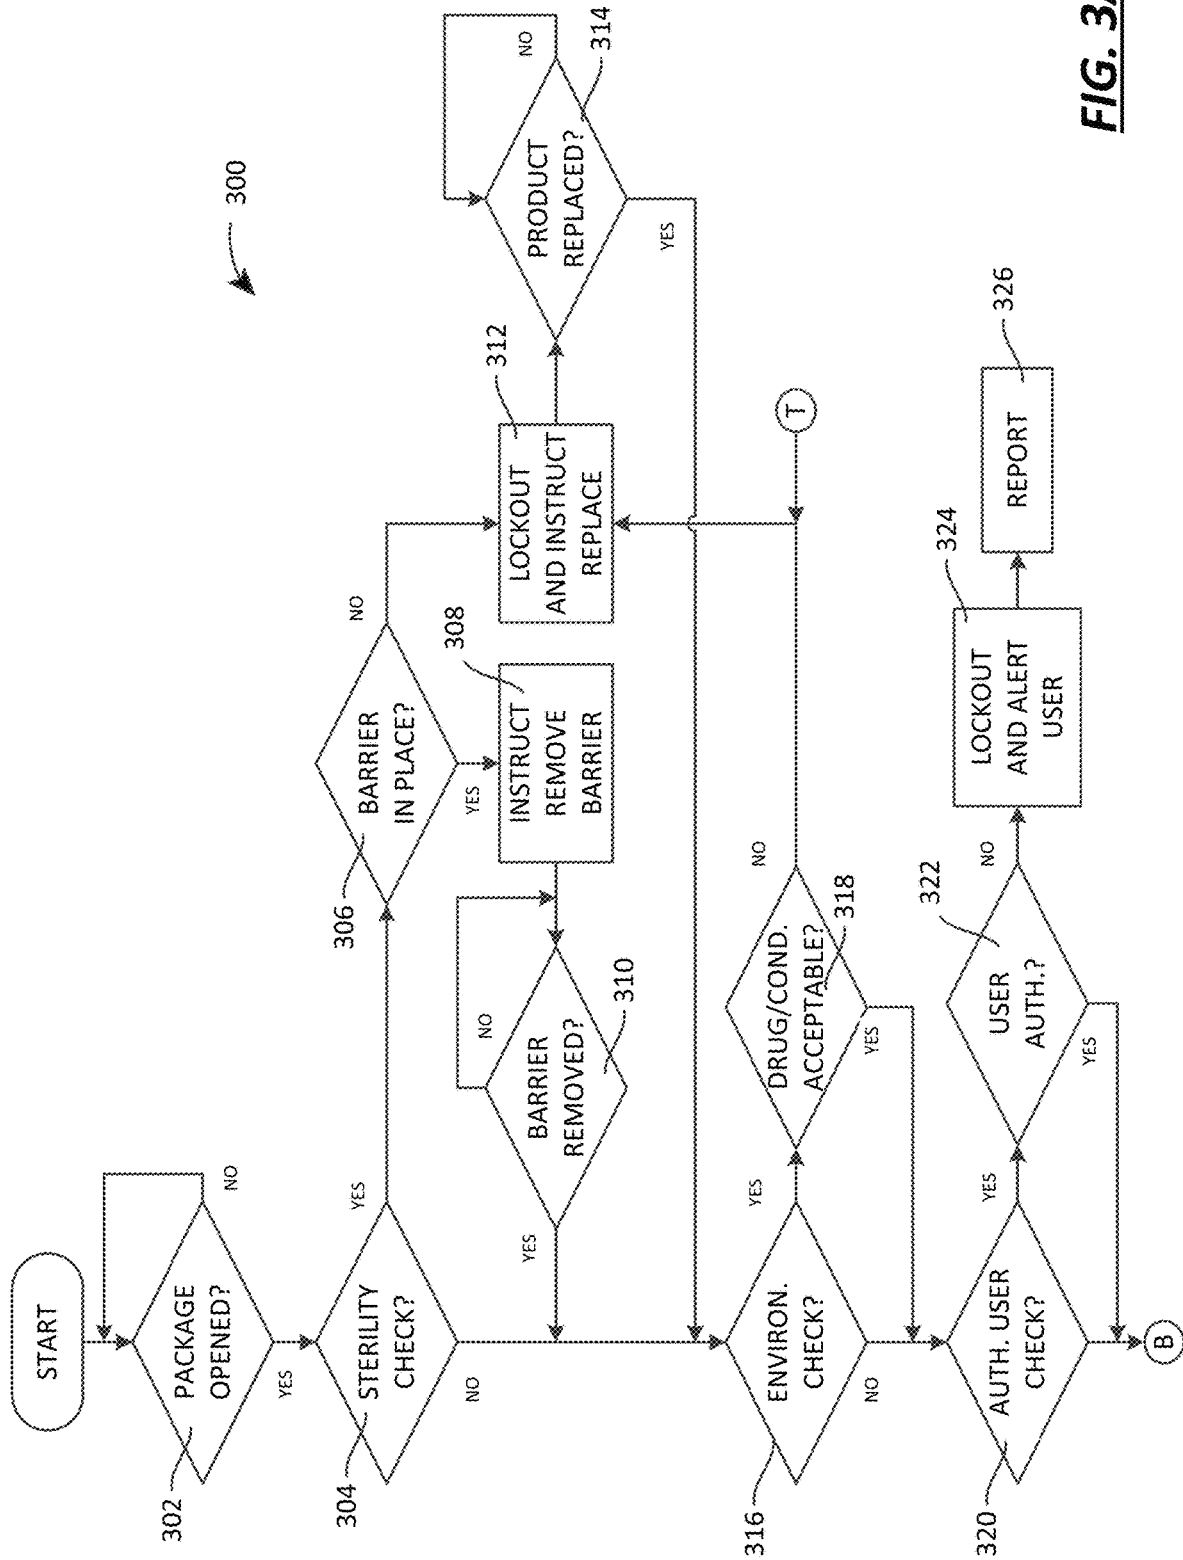 START
302
PACKAGE
OPENED?
NO
YES
304
STERILITY
CHECK?
YES
NO
306
BARRIER
IN PLACE?
NO
YES
308
INSTRUCT
REMOVE
BARRIER
310
BARRIER
REMOVED?
NO
YES
312
LOCKOUT
AND INSTRUCT
REPLACE
314
PRODUCT
REPLACED?
NO
YES
300
316
ENVIRON.
CHECK?
YES
NO
318
DRUG/COND.
ACCEPTABLE?
NO
YES
T
320
AUTH. USER
CHECK?
YES
322
USER
AUTH.?
NO
YES
324
LOCKOUT
AND ALERT
USER
326
REPORT
B
FIG.